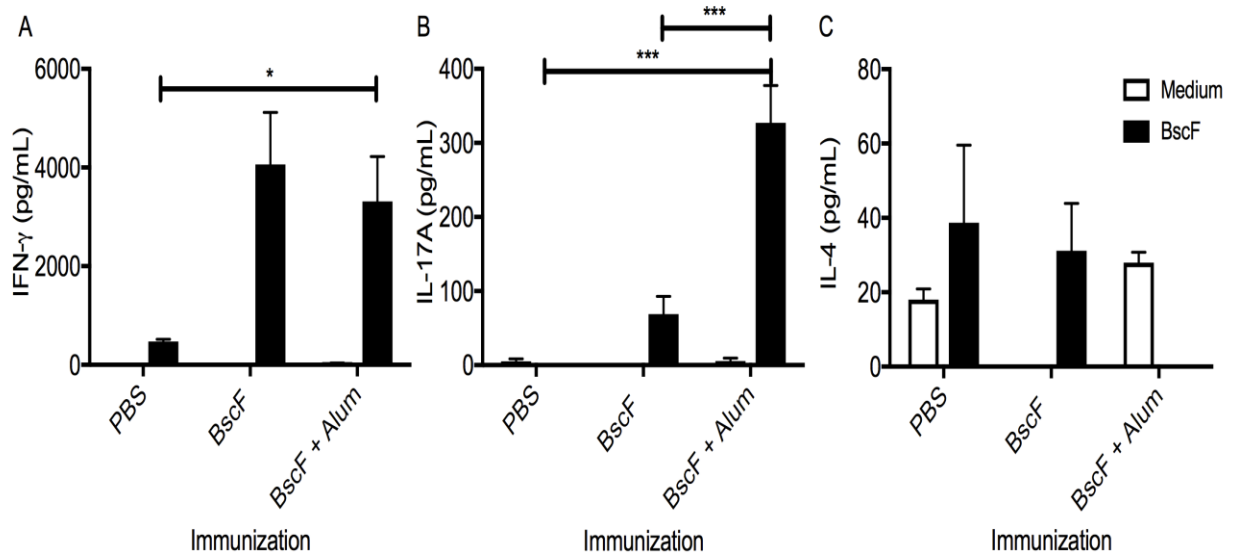 A
IFN-γ (pg/mL)
6000
4000
2000
0
*
PBS
BscF
BscF + Alum
Immunization
B
IL-17A (pg/mL)
400
300
200
100
0
***
***
PBS
BscF
BscF + Alum
Immunization
C
IL-4 (pg/mL)
80
60
40
20
0
Medium
BscF
PBS
BscF
BscF + Alum
Immunization